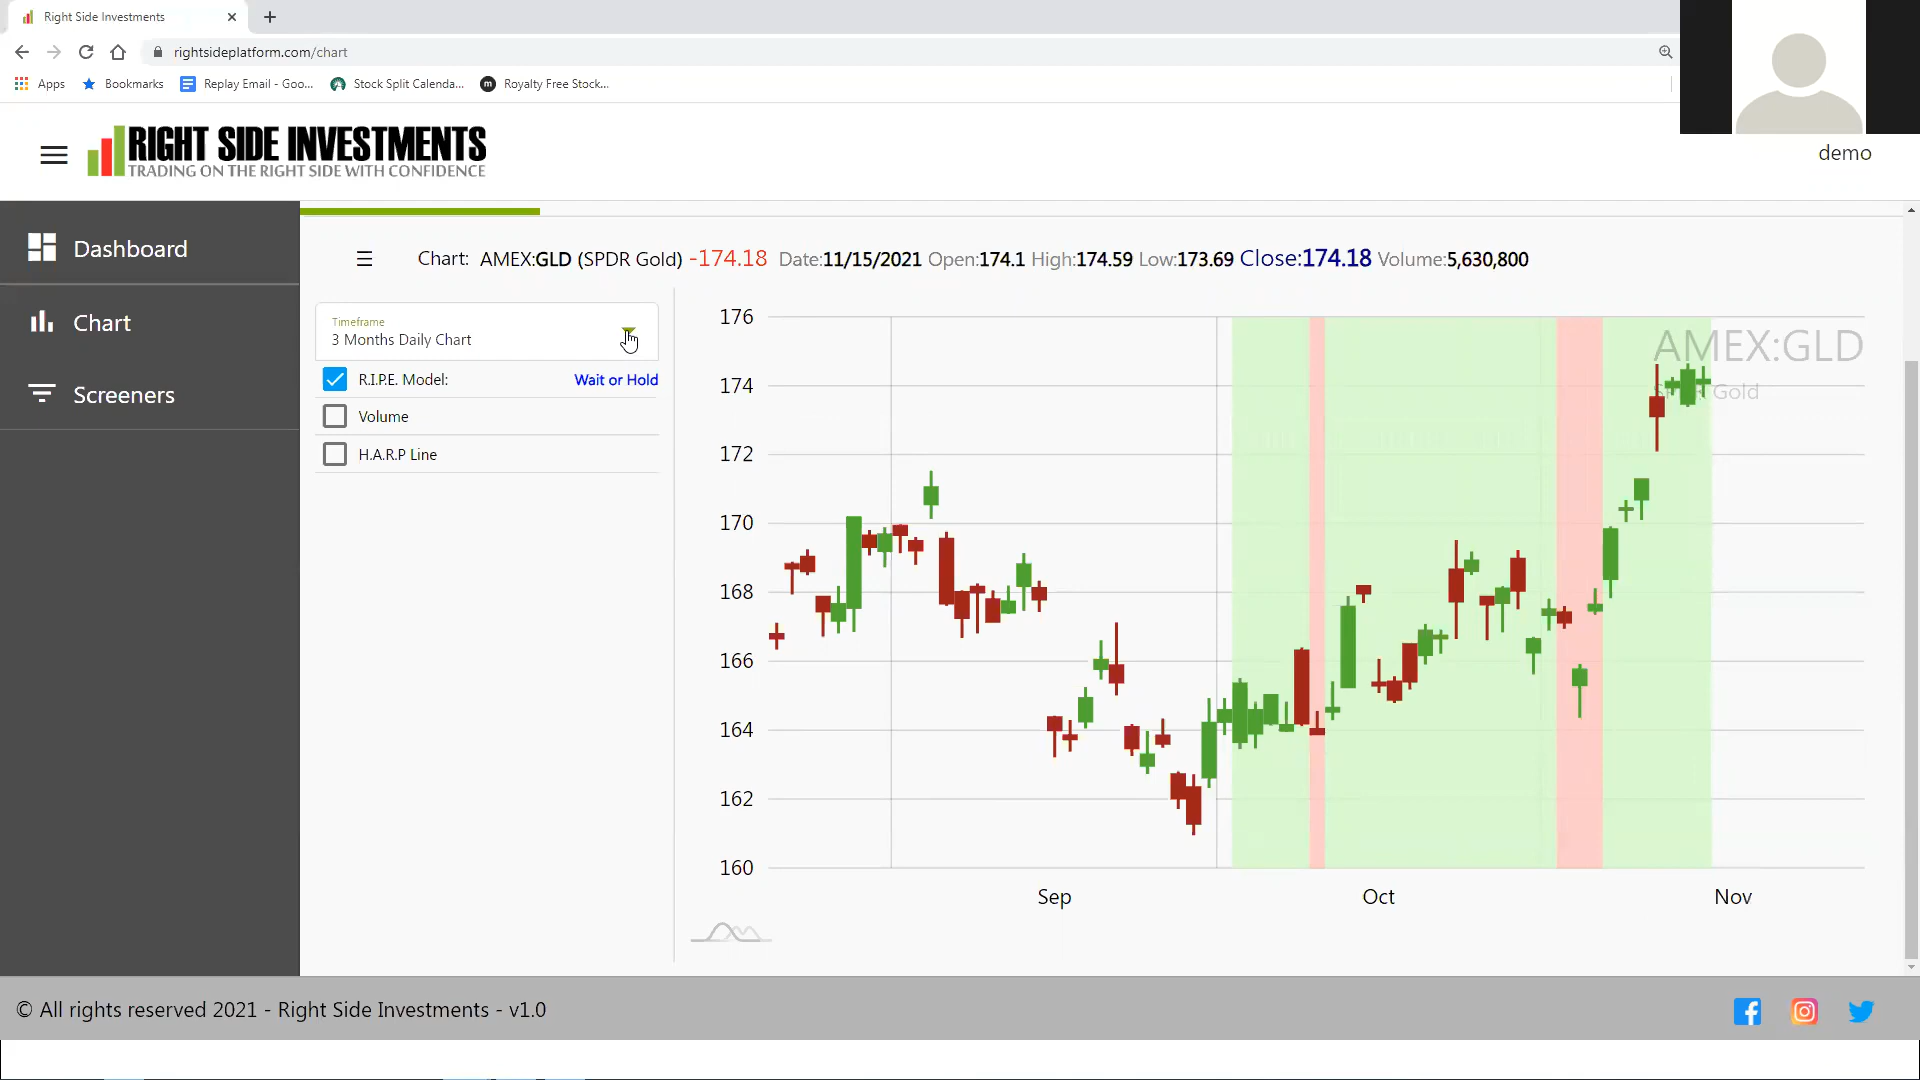 Right Side Investments
rightsideplatform.com/chart
Apps Bookmarks Replay Email - Goo... Stock Split Calenda... Royalty Free Stock...
RIGHT SIDE INVESTMENTS
TRADING ON THE RIGHT SIDE WITH CONFIDENCE
demo
Dashboard
Chart
Screeners
Chart: AMEX:GLD (SPDR Gold) -174.18 Date:11/15/2021 Open:174.1 High:174.59 Low:173.69 Close:174.18 Volume:5,630,800
Timeframe
3 Months Daily Chart
R.I.P.E. Model: Wait or Hold
Volume
H.A.R.P Line
AMEX:GLD
Gold
176
174
172
170
168
166
164
162
160
Sep Oct Nov
© All rights reserved 2021 - Right Side Investments - v1.0